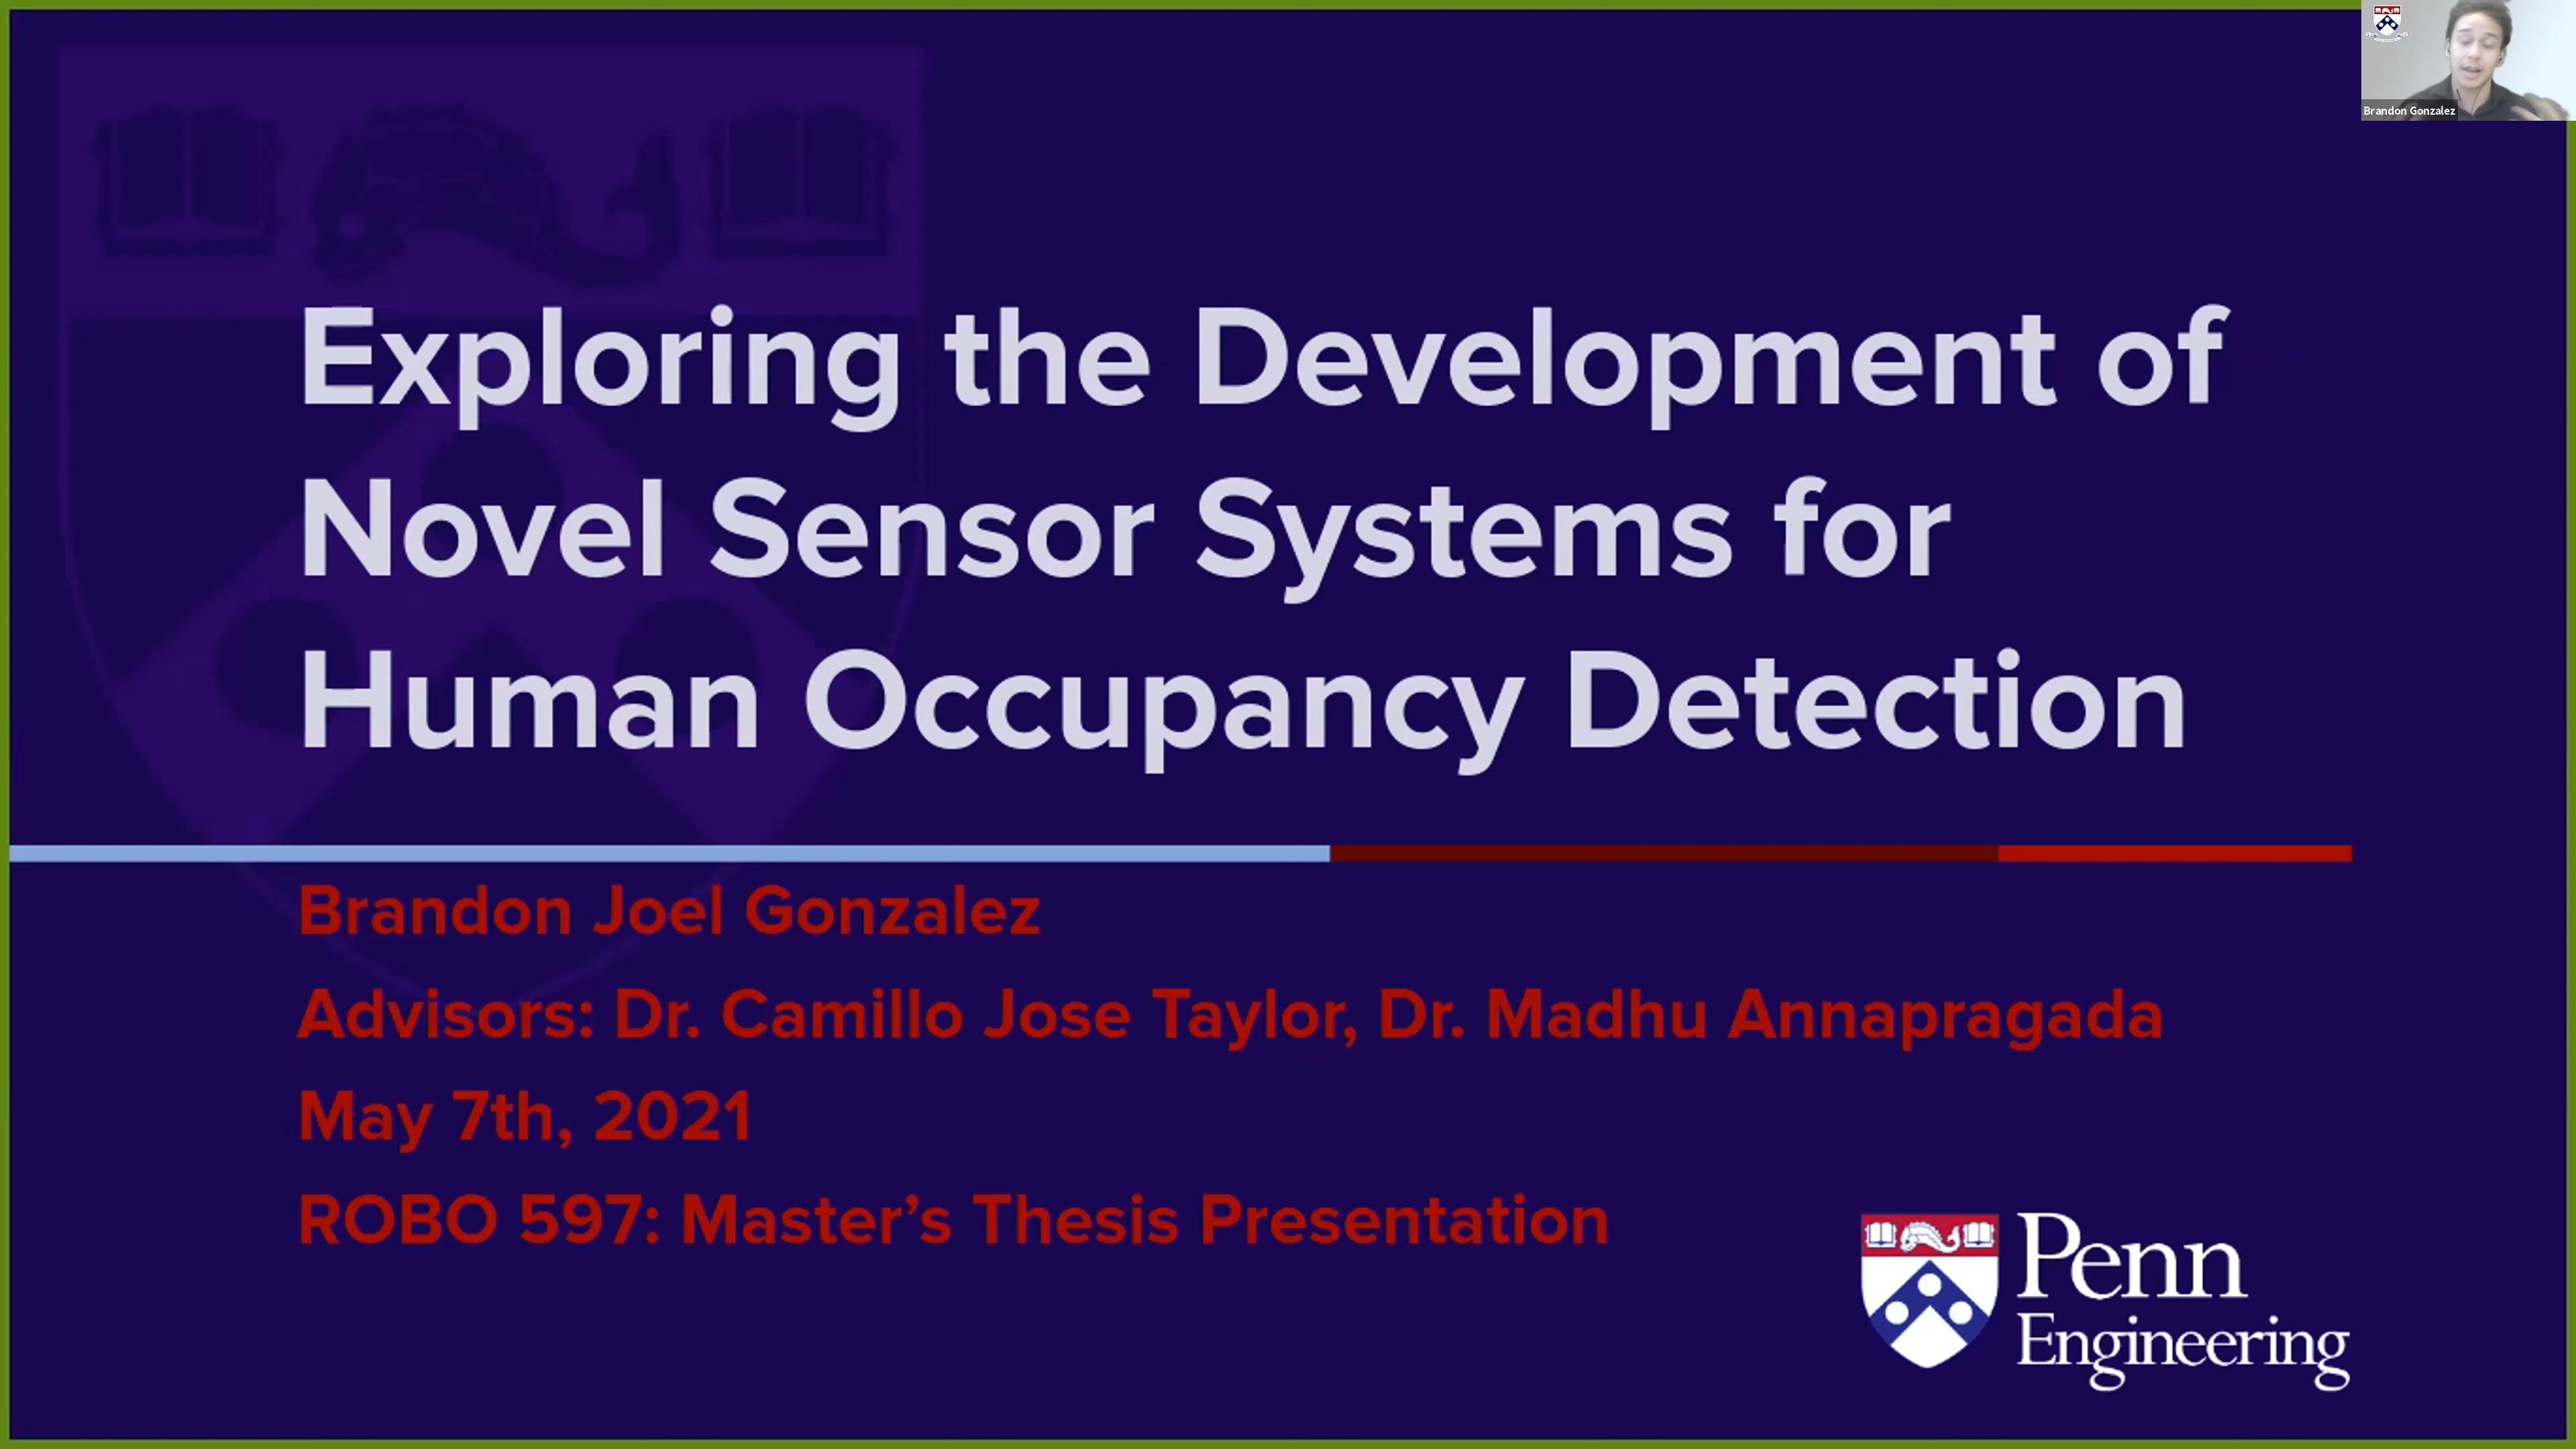 Brandon Gonzalez
Exploring the Development of
Novel Sensor Systems for
Human Occupancy Detection
Brandon Joel Gonzalez
Advisors: Dr. Camillo Jose Taylor, Dr. Madhu Annapragada
May 7th, 2021
ROBO 597: Master’s Thesis Presentation
Penn
Engineering